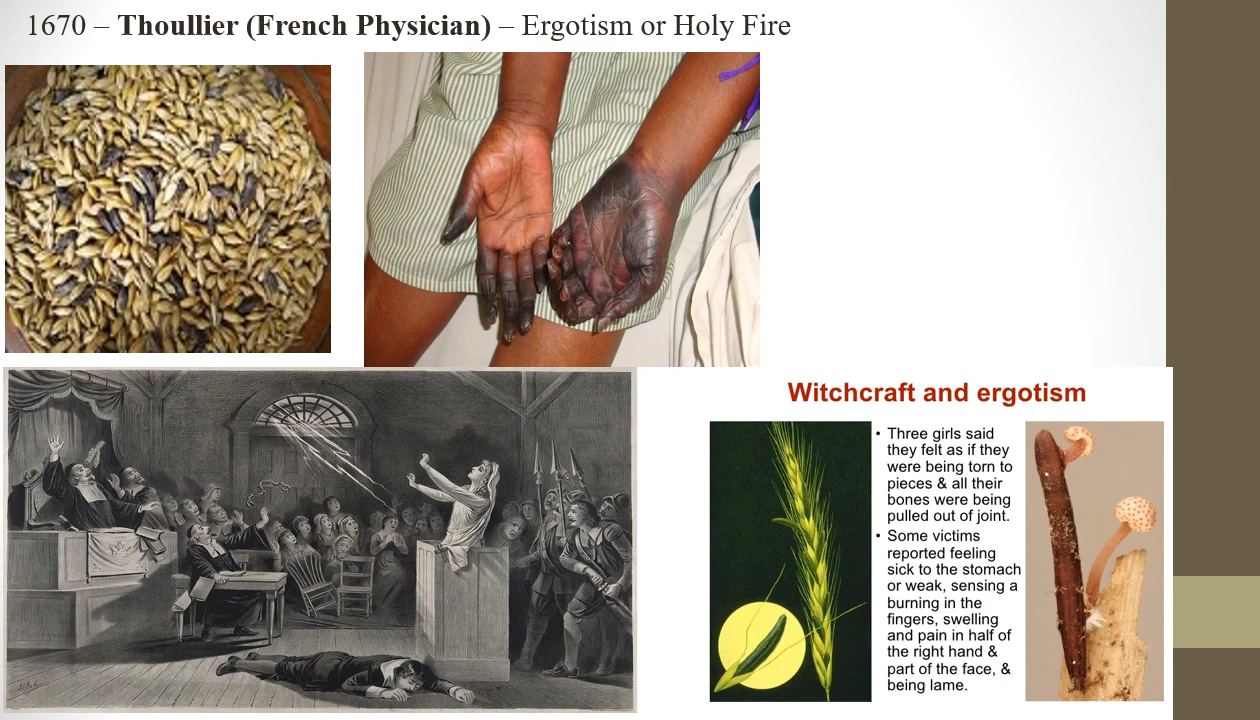 1670 – Thoullier (French Physician) – Ergotism or Holy Fire
Witchcraft and ergotism
• Three girls said
they felt as if they
were being torn to
pieces & all their
bones were being
pulled out of joint.
• Some victims
reported feeling
sick to the stomach
or weak, sensing a
burning in the
fingers, swelling
and pain in half of
the right hand &
part of the face, &
being lame.